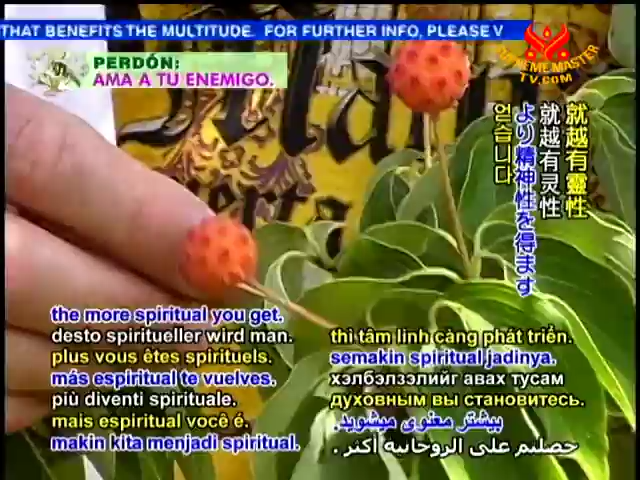 THAT BENEFITS THE MULTITUDE. FOR FURTHER INFO, PLEASE V
SUPREME MASTER
TV.COM
PERDÓN:
AMA A TU ENEMIGO.
就越有靈性
就越有灵性
より精神性を得ます
얻습니다
the more spiritual you get.
desto spiritueller wird man.
plus vous êtes spirituels.
más espiritual te vuelves.
più diventi spirituale.
mais espiritual você é.
makin kita menjadi spiritual.
thì tâm linh càng phát triển.
semakin spiritual jadinya.
хэлбэлзэлийг авах тусам
духовным вы становитесь.
بیشتر معنوی میشوید.
حصلتم على الروحانية أكثر.